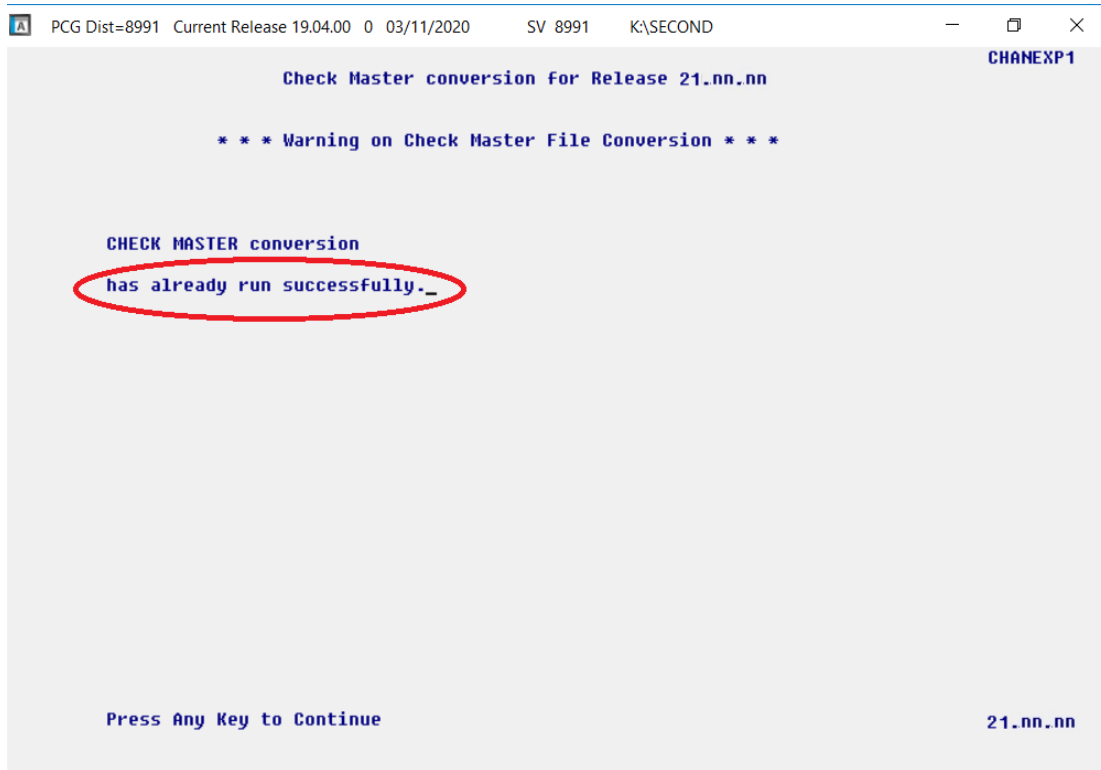 A PCG Dist=8991 Current Release 19.04.00 0 03/11/2020 SV 8991 K:\SECOND
CHANEXP1
Check Master conversion for Release 21.nn.nn
* * * Warning on Check Master File Conversion * * *
CHECK MASTER conversion
has already run successfully._
Press Any Key to Continue
21.nn.nn